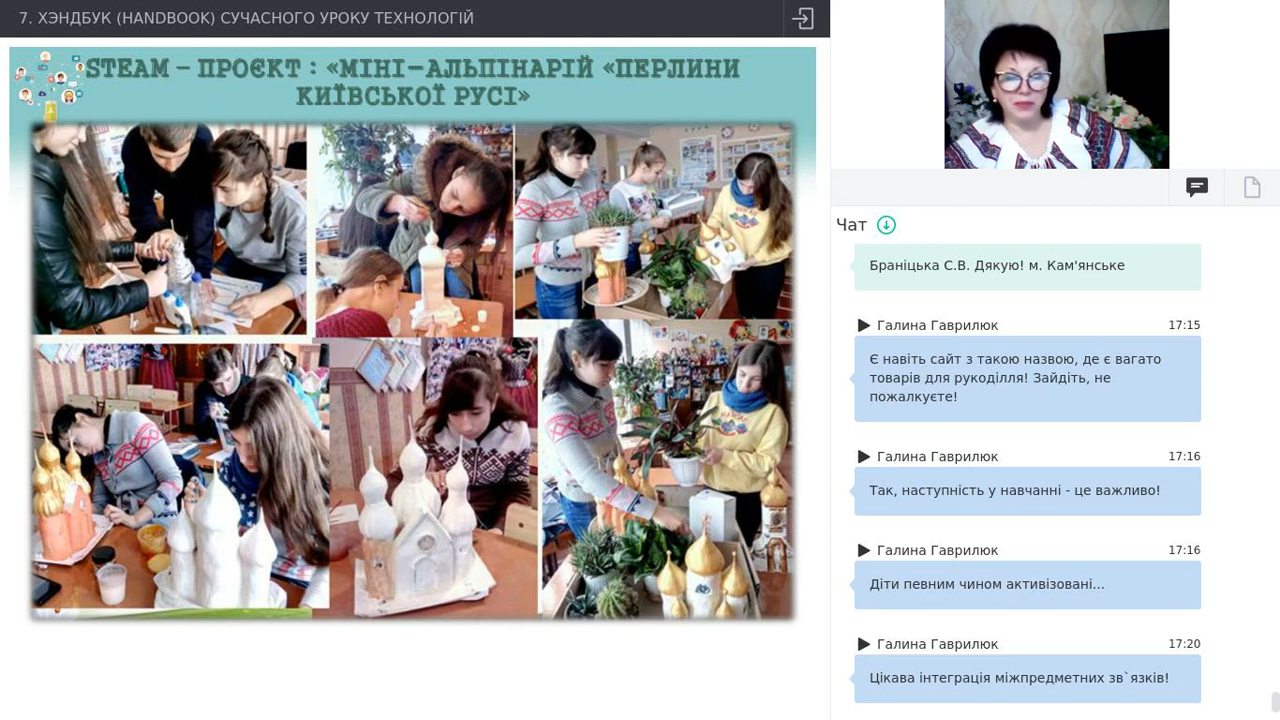 7. ХЭНДБУК (HANDBOOK) СУЧАСНОГО УРОКУ ТЕХНОЛОГІЙ
STEAM – ПРОЄКТ : «МІНІ-АЛЬПІНАРІЙ «ПЕРЛИНИ
КИЇВСЬКОЇ РУСІ»
Чат
Браніцька С.В. Дякую! м. Кам'янське
Галина Гаврилюк 17:15
Є навіть сайт з такою назвою, де є вагато
товарів для рукоділля! Зайдіть, не
пожалкуєте!
Галина Гаврилюк 17:16
Так, наступність у навчанні - це важливо!
Галина Гаврилюк 17:16
Діти певним чином активізовані...
Галина Гаврилюк 17:20
Цікава інтеграція міжпредметних зв`язків!